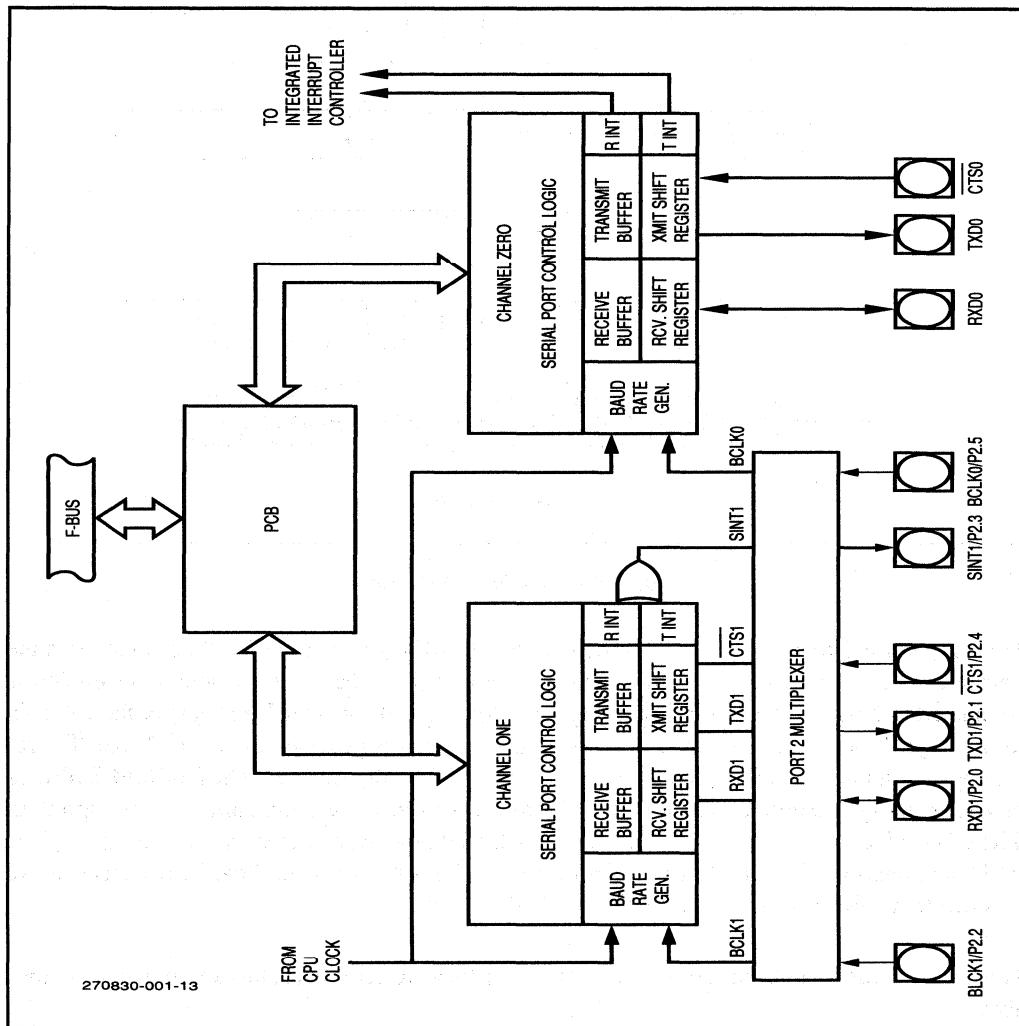 F-BUS
PCB
TO
INTEGRATED
INTERRUPT
CONTROLLER
CHANNEL ONE
SERIAL PORT CONTROL LOGIC
BAUD
RATE
GEN.
RECEIVE
BUFFER
TRANSMIT
BUFFER
R INT
RCV. SHIFT
REGISTER
XMIT SHIFT
REGISTER
T INT
CHANNEL ZERO
SERIAL PORT CONTROL LOGIC
BAUD
RATE
GEN.
RECEIVE
BUFFER
TRANSMIT
BUFFER
R INT
RCV. SHIFT
REGISTER
XMIT SHIFT
REGISTER
T INT
FROM
CPU
CLOCK
BCLK1
RXD1
TXD1
CTS1
SINT1
BCLK0
PORT 2 MULTIPLEXER
BLCK1/P2.2
RXD1/P2.0
TXD1/P2.1
CTS1/P2.4
SINT1/P2.3
BCLK0/P2.5
RXD0
TXD0
CTS0
270830-001-13